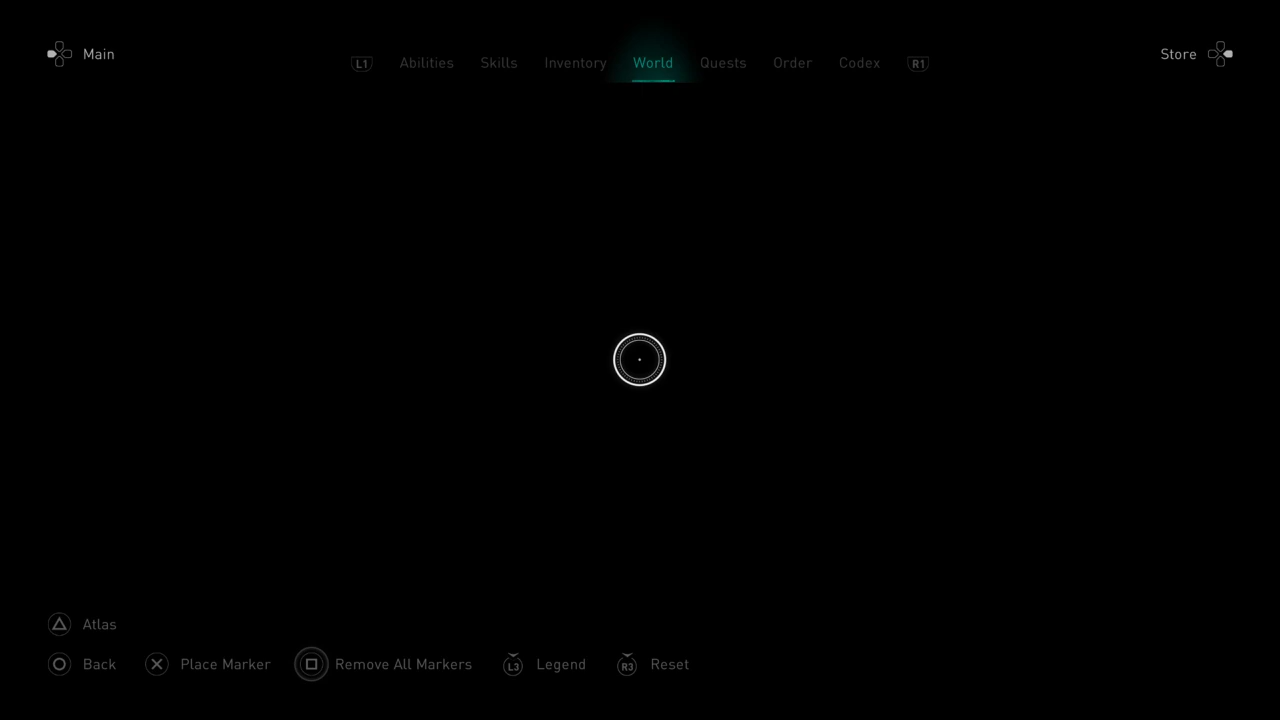 Main
L1 Abilities Skills Inventory World Quests Order Codex R1
Store
Atlas
Back Place Marker Remove All Markers L3 Legend R3 Reset